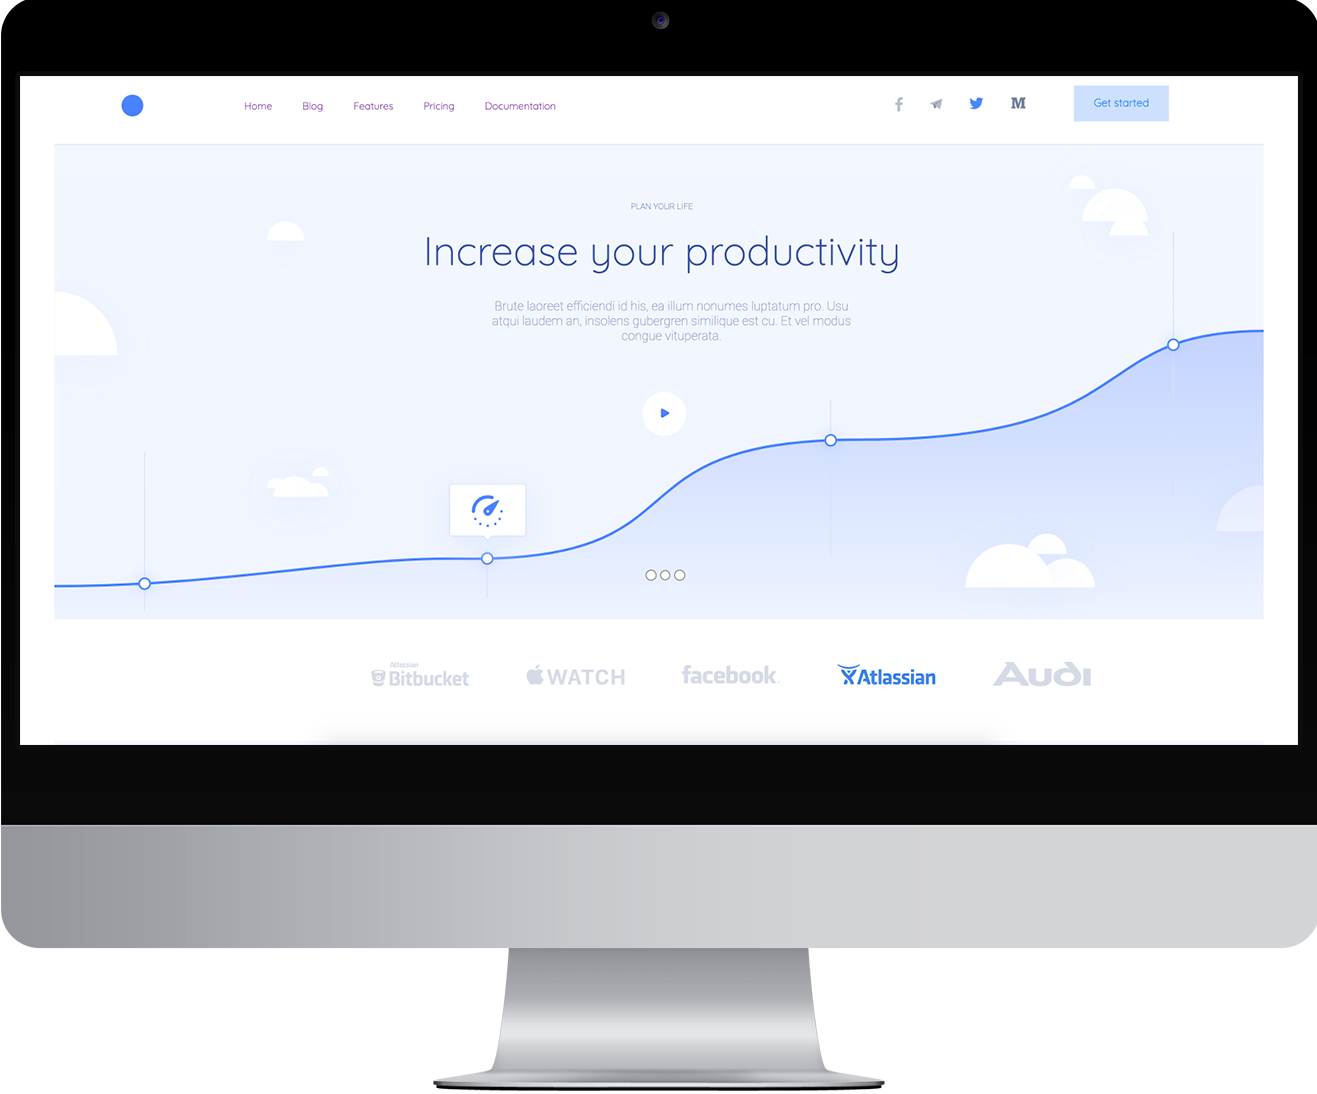 Home Blog Features Pricing Documentation M Get started
PLAN YOUR LIFE
Increase your productivity
Brute laoreet efficiendi id his, ea illum nonumes luptatum pro. Usu
atqui laudem an, insolens gubergren similique est cu. Et vel modus
congue vituperata.
Atlassian
Bitbucket WATCH facebook Atlassian Audi